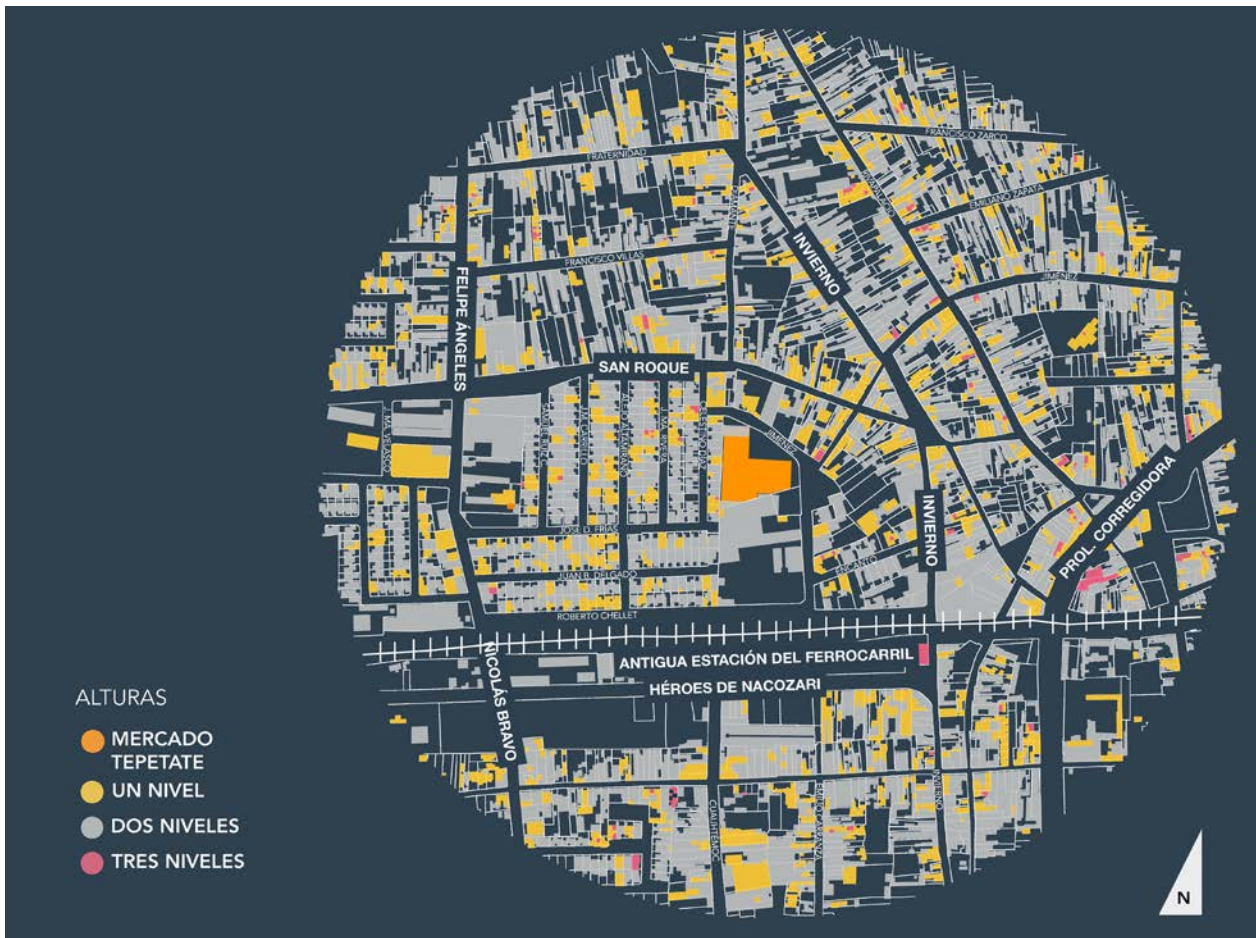 FRANCISCO ZARCO
FRATERNIDAD
EMILIANO ZAPATA
INVIERNO
FRANCISCO VILLAS
JIMÉNEZ
FELIPE ÁNGELES
SAN ROQUE
JIMÉNEZ
PROL. CORREGIDORA
INVIERNO
JOSÉ D. FRÍAS
ENCANTO
JUAN B. DELGADO
ROBERTO CHELLET
ANTIGUA ESTACIÓN DEL FERROCARRIL
HÉROES DE NACOZARI
NICOLÁS BRAVO
INVIERNO
CUAUHTÉMOC
ALTURAS
MERCADO
TEPETATE
UN NIVEL
DOS NIVELES
TRES NIVELES
N